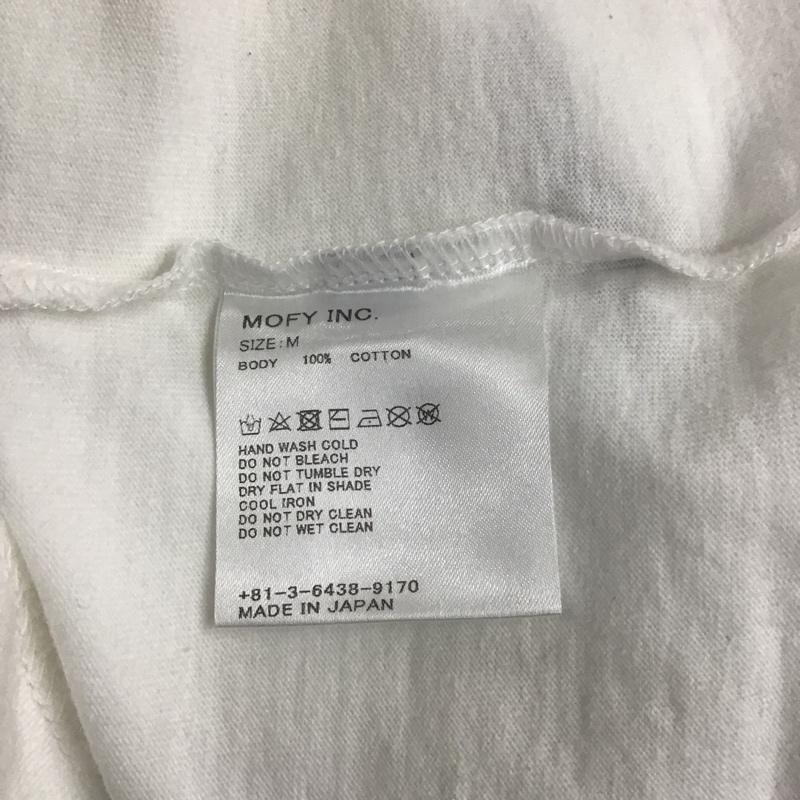 MOFY INC.
SIZE:M
BODY 100% COTTON
HAND WASH COLD
DO NOT BLEACH
DO NOT TUMBLE DRY
DRY FLAT IN SHADE
COOL IRON
DO NOT DRY CLEAN
DO NOT WET CLEAN
+81-3-6438-9170
MADE IN JAPAN